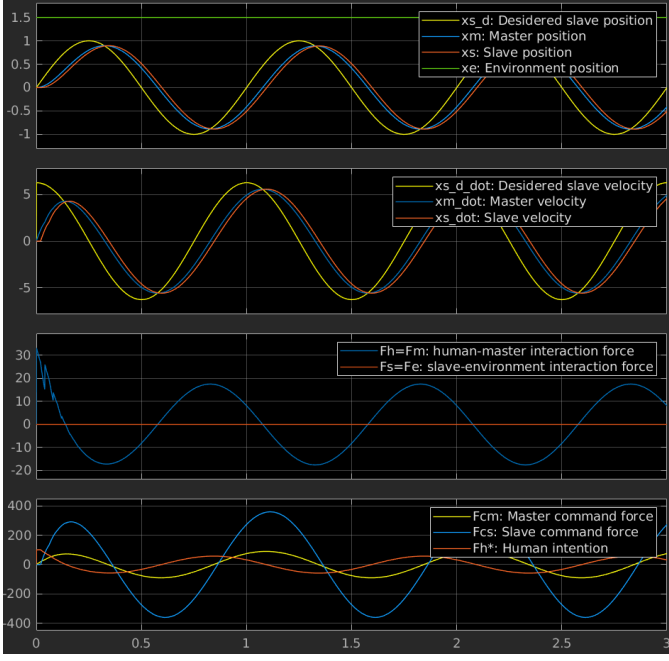 1.5
1
0.5
0
-0.5
-1
xs_d: Desidered slave position
xm: Master position
xs: Slave position
xe: Environment position
5
0
-5
xs_d_dot: Desidered slave velocity
xm_dot: Master velocity
xs_dot: Slave velocity
30
20
10
0
-10
-20
Fh=Fm: human-master interaction force
Fs=Fe: slave-environment interaction force
400
200
0
-200
-400
Fcm: Master command force
Fcs: Slave command force
Fh*: Human intention
0 0.5 1 1.5 2 2.5 3